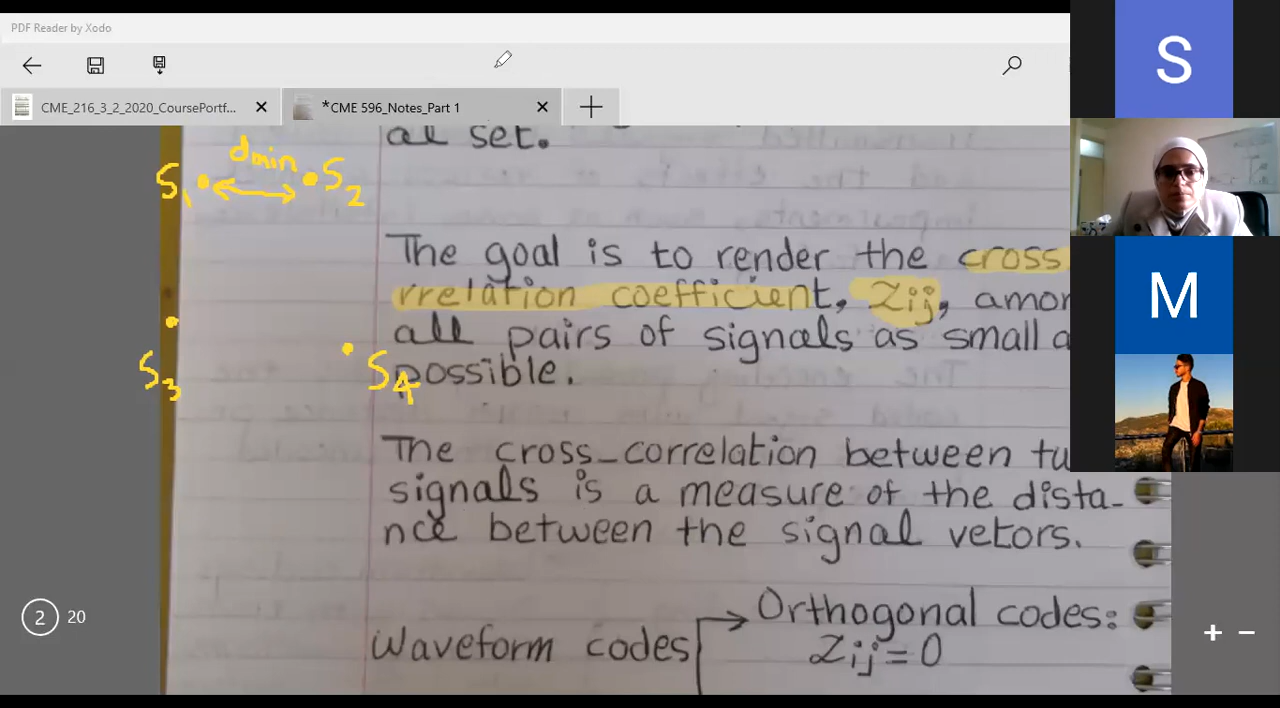 PDF Reader by Xodo
CME_216_3_2_2020_CoursePortf...
*CME 596_Notes_Part 1
al set.
S1 dmin S2
The goal is to render the cross
rrelation coefficient, Zij, amon
all pairs of signals as small a
possible.
S3
S4
The cross_correlation between tw
signals is a measure of the dista-
nce between the signal vetors.
Orthogonal codes:
Waveform codes
Zij=0
2 20
S
M